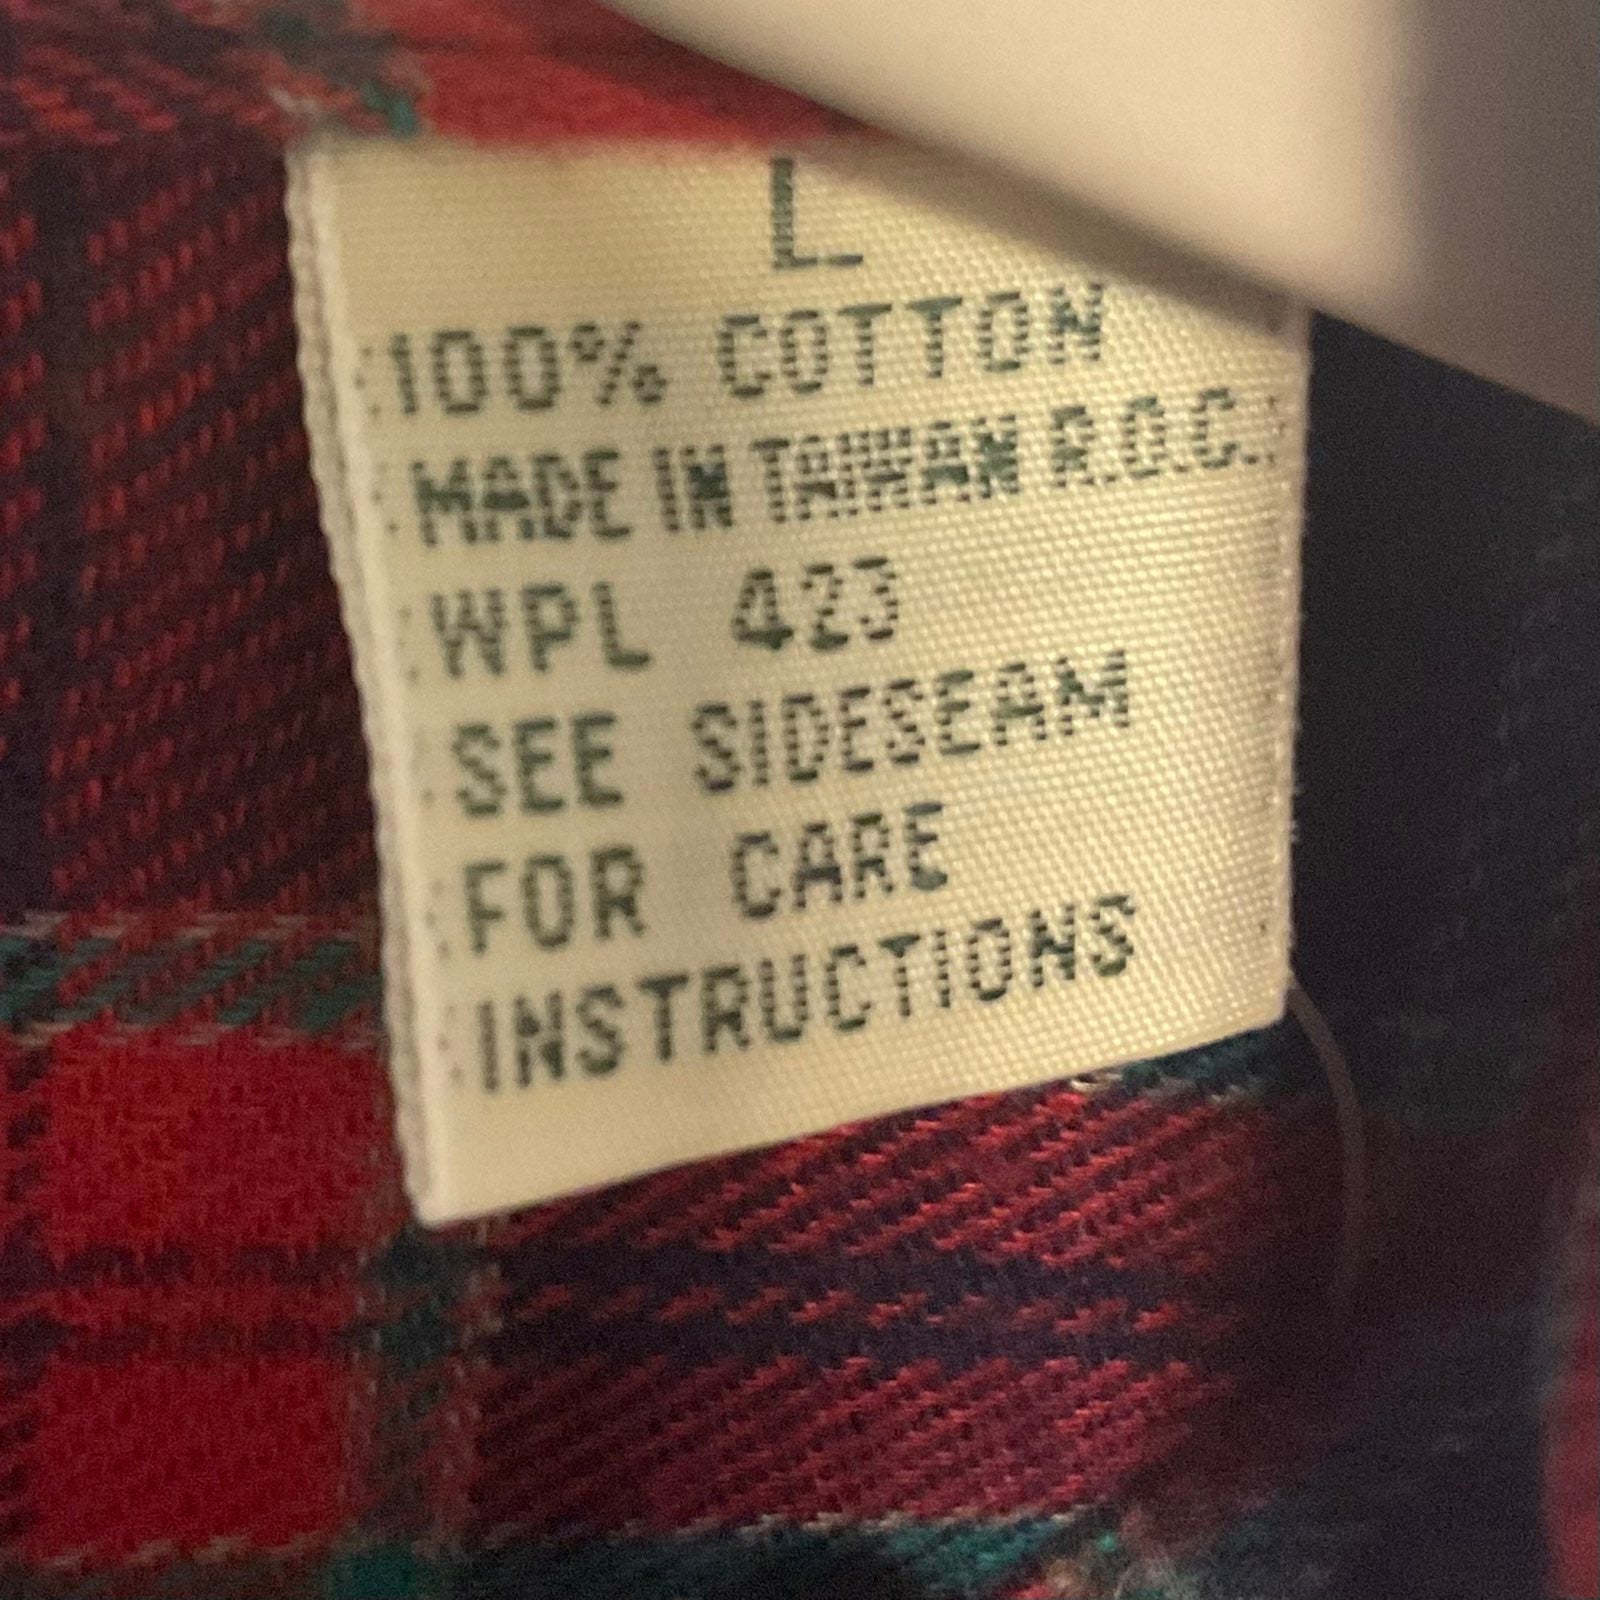 L
100% COTTON
MADE IN TAIWAN R.O.C.
WPL 423
SEE SIDESEAM
FOR CARE
INSTRUCTIONS